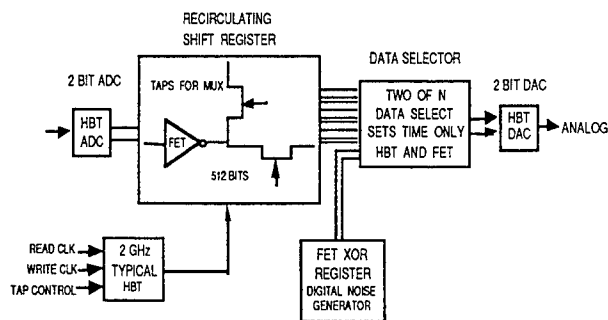 RECIRCULATING
SHIFT REGISTER
DATA SELECTOR
2 BIT ADC
TAPS FOR MUX
TWO OF N
DATA SELECT
SETS TIME ONLY
HBT AND FET
2 BIT DAC
HBT
ADC
FET
HBT
DAC
ANALOG
512 BITS
READ CLK
WRITE CLK
TAP CONTROL
2 GHz
TYPICAL
HBT
FET XOR
REGISTER
DIGITAL NOISE
GENERATOR